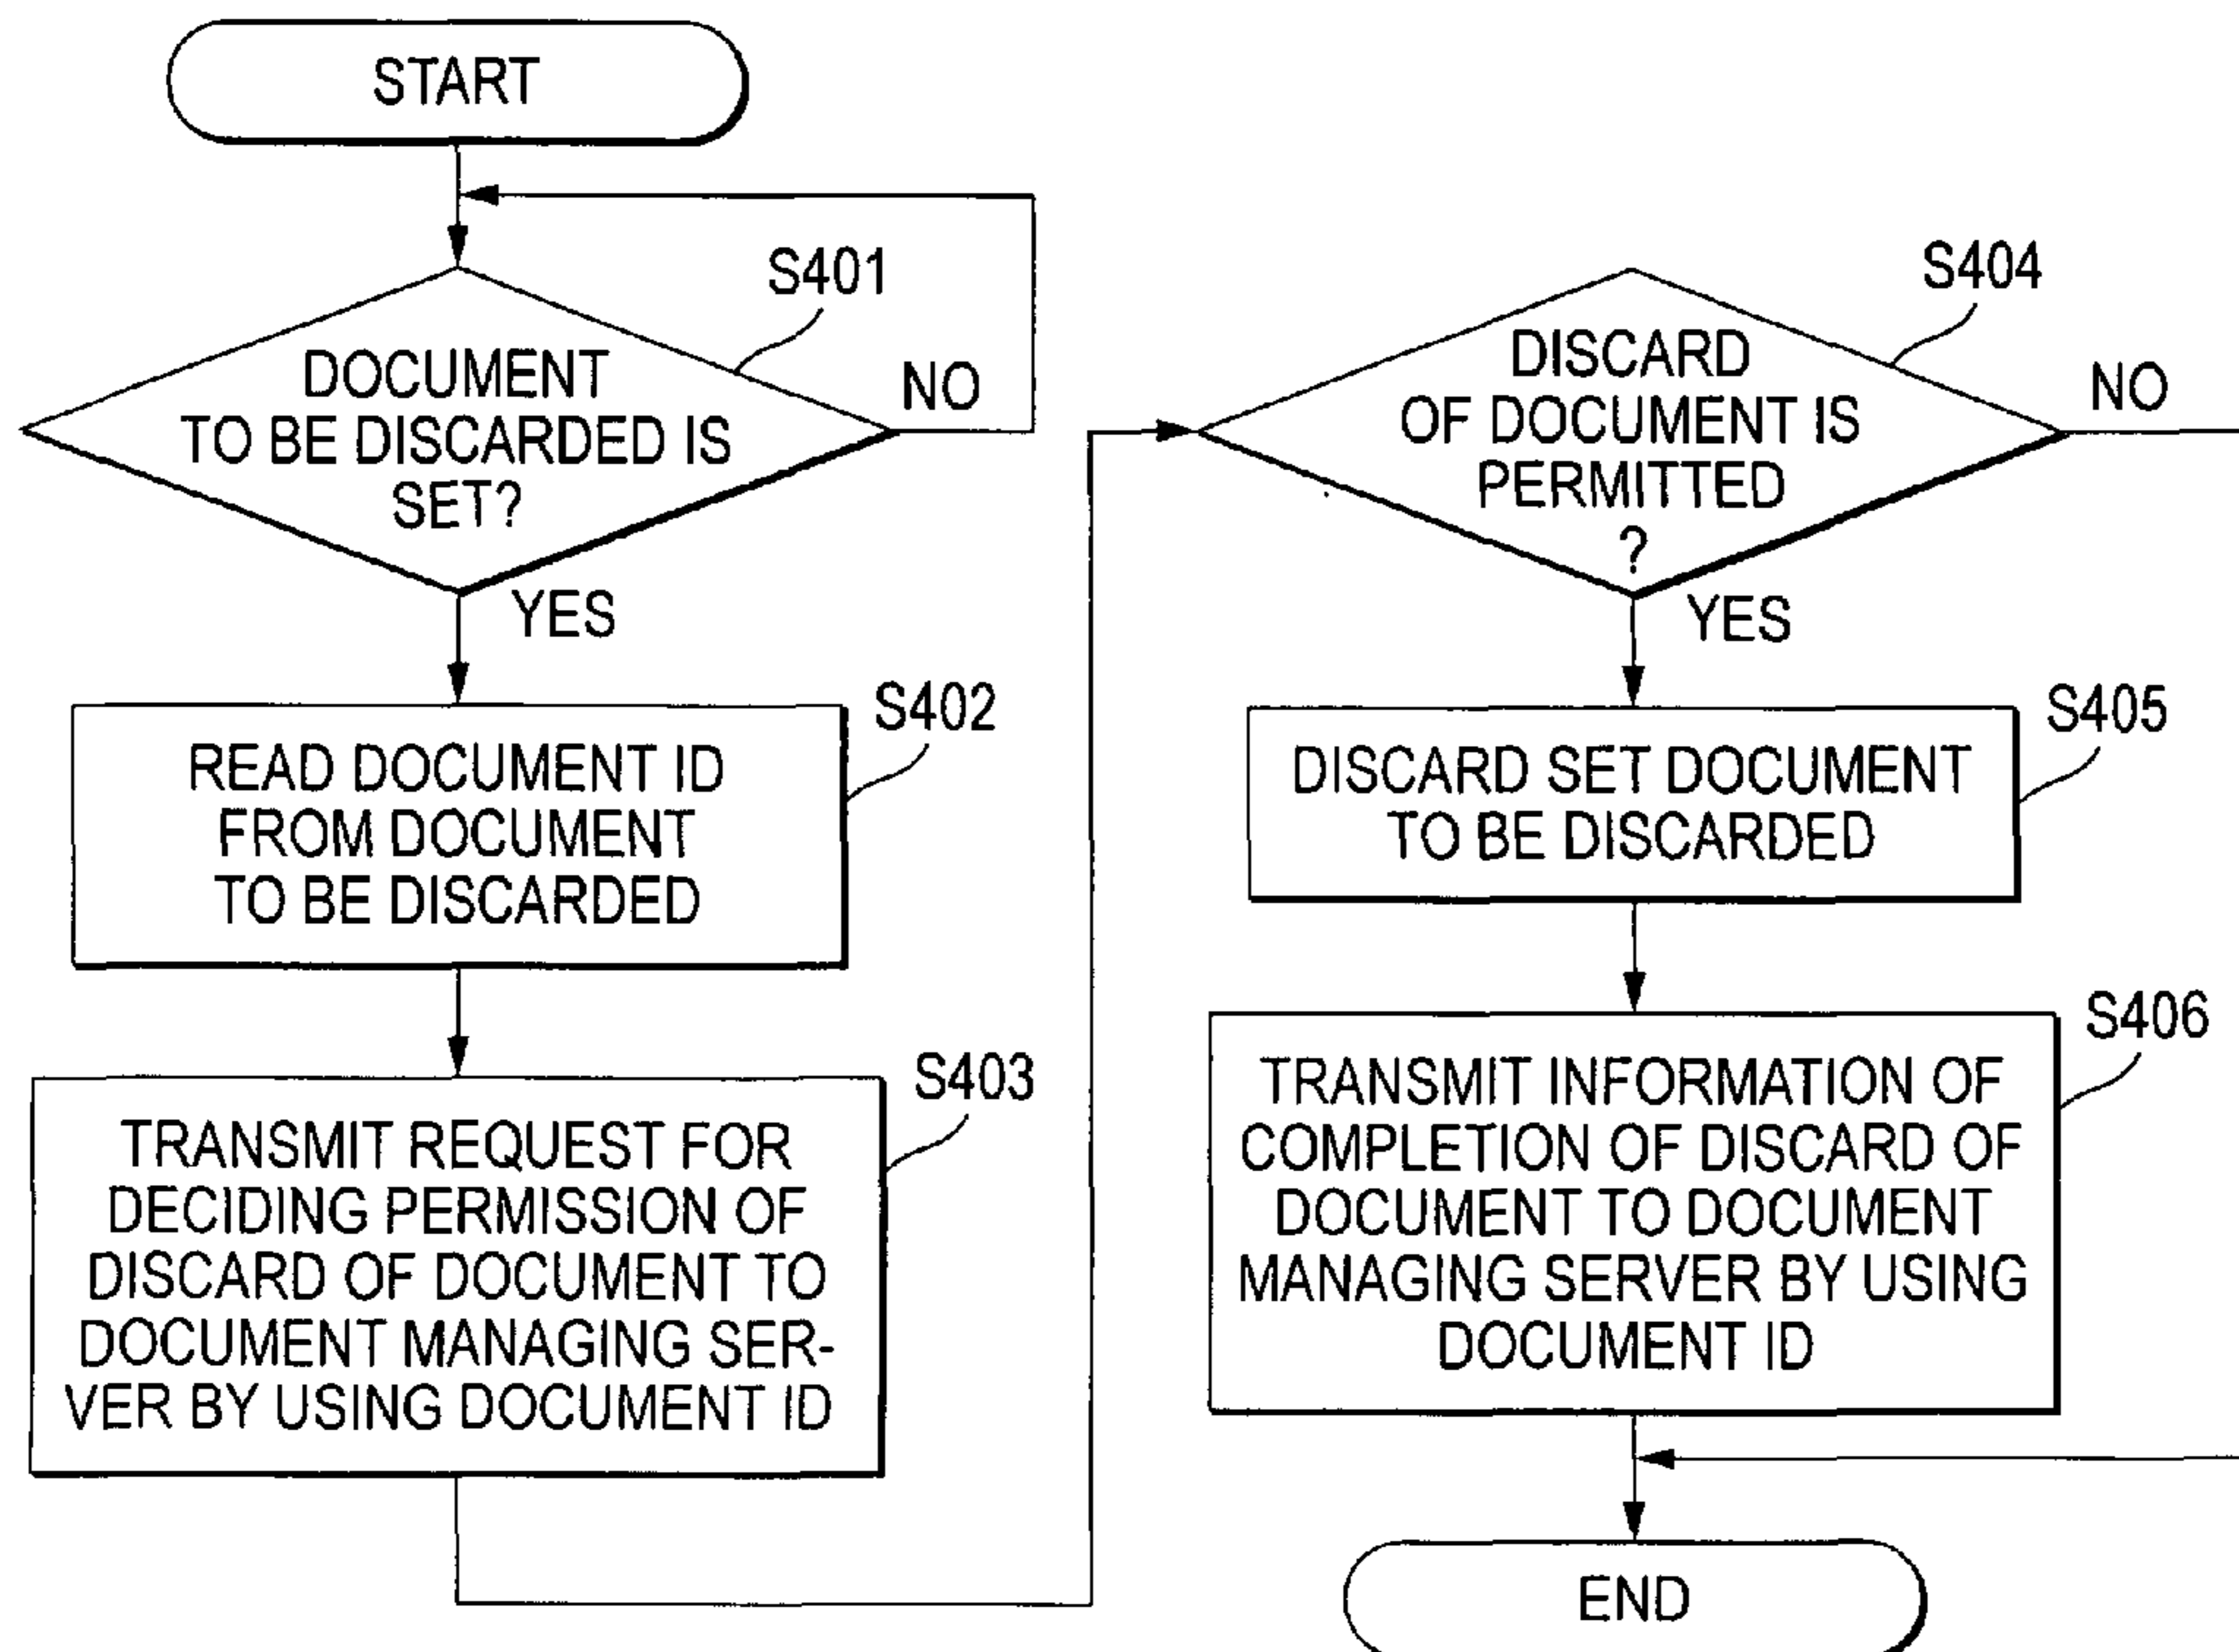 START
S401
DOCUMENT
TO BE DISCARDED IS
SET?
NO
YES
S402
READ DOCUMENT ID
FROM DOCUMENT
TO BE DISCARDED
S403
TRANSMIT REQUEST FOR
DECIDING PERMISSION OF
DISCARD OF DOCUMENT TO
DOCUMENT MANAGING SER-
VER BY USING DOCUMENT ID
S404
DISCARD
OF DOCUMENT IS
PERMITTED
?
NO
YES
S405
DISCARD SET DOCUMENT
TO BE DISCARDED
S406
TRANSMIT INFORMATION OF
COMPLETION OF DISCARD OF
DOCUMENT TO DOCUMENT
MANAGING SERVER BY USING
DOCUMENT ID
END